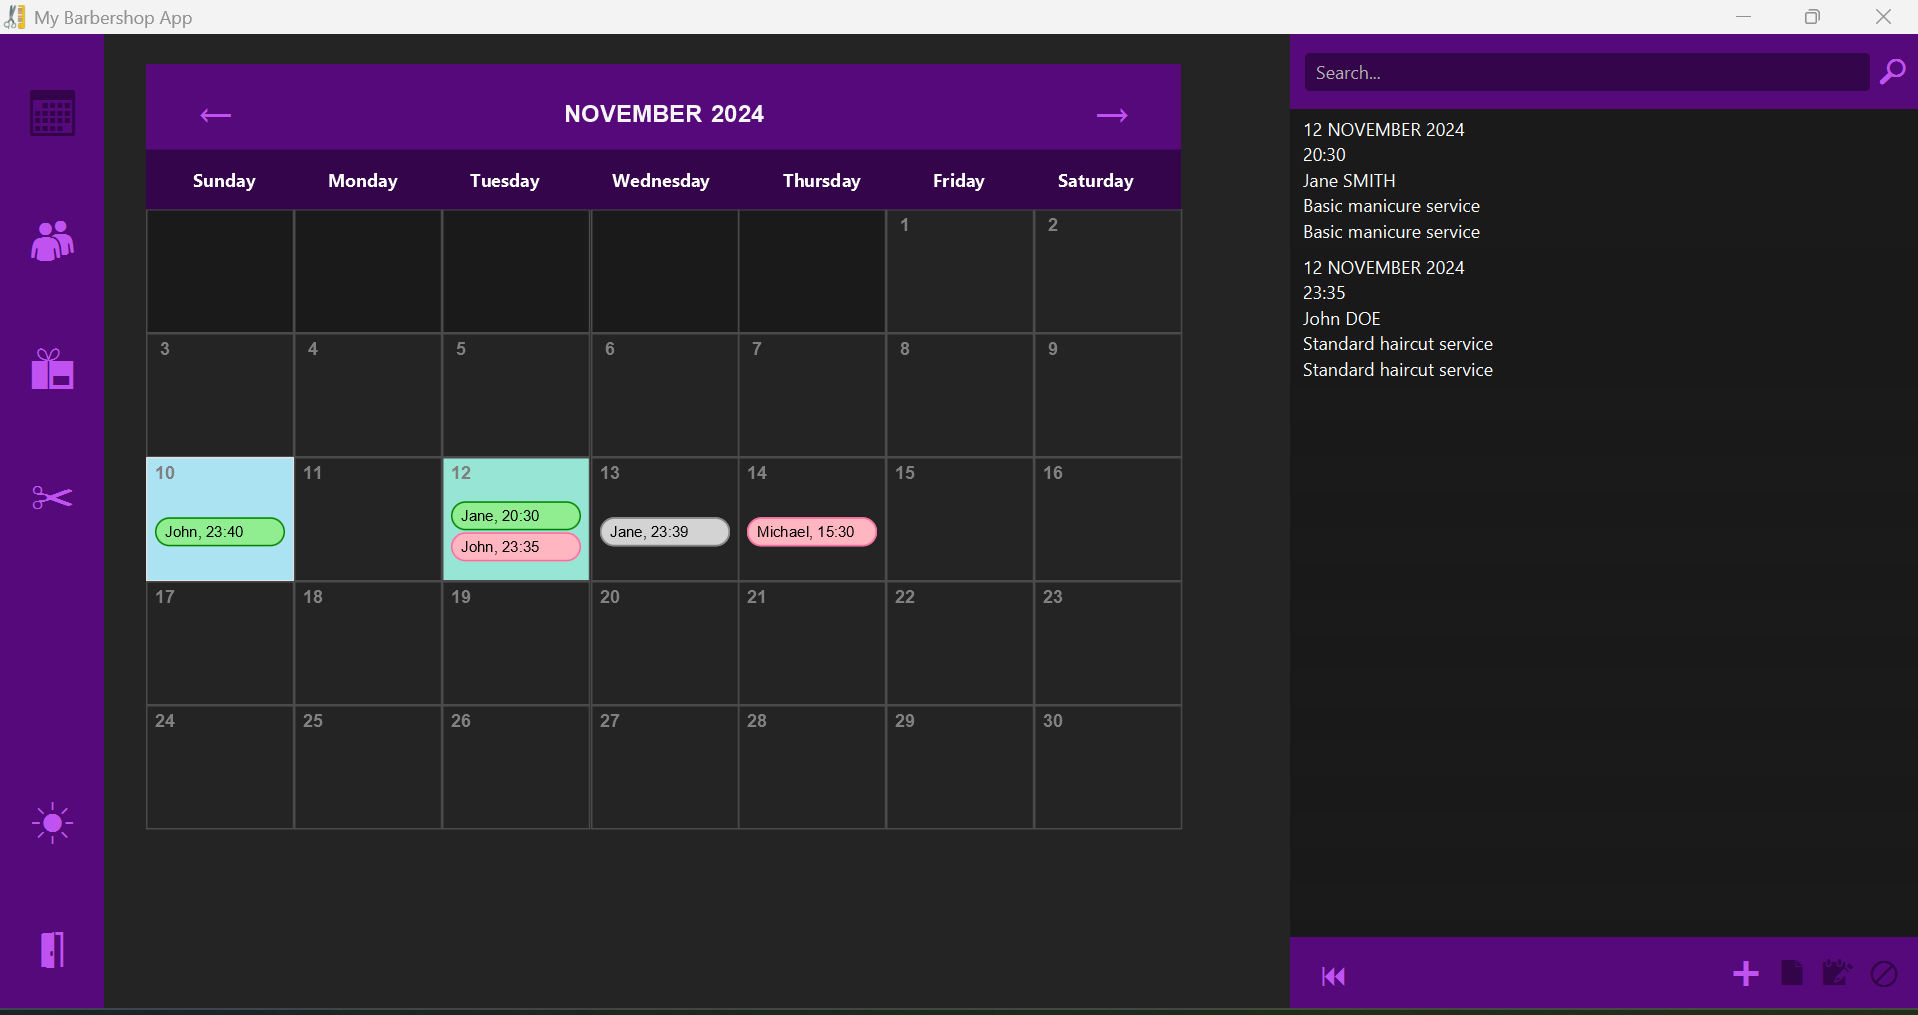 My Barbershop App
NOVEMBER 2024
Sunday Monday Tuesday Wednesday Thursday Friday Saturday
1 2
3 4 5 6 7 8 9
10 11 12 13 14 15 16
Jane, 20:30
John, 23:40 Jane, 23:39 Michael, 15:30
John, 23:35
17 18 19 20 21 22 23
24 25 26 27 28 29 30
Search...
12 NOVEMBER 2024
20:30
Jane SMITH
Basic manicure service
Basic manicure service
12 NOVEMBER 2024
23:35
John DOE
Standard haircut service
Standard haircut service